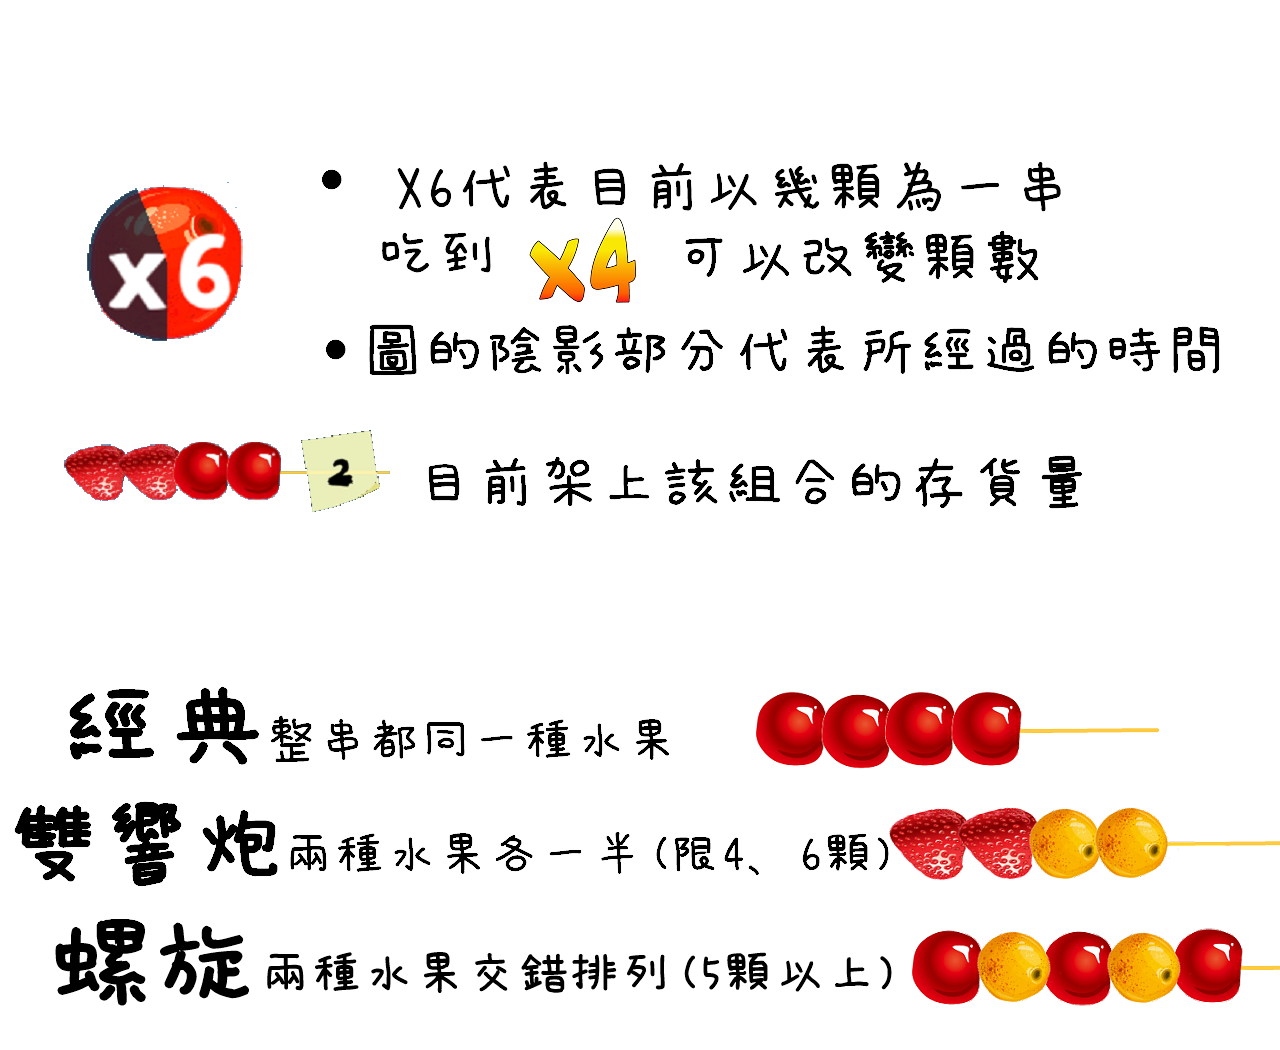 x6
• X6代表目前以幾顆為一串
吃到 x4 可以改變顆數
• 圖的陰影部分代表所經過的時間
2 目前架上該組合的存貨量
經典整串都同一種水果
雙響炮兩種水果各一半(限4、6顆)
螺旋兩種水果交錯排列(5顆以上)